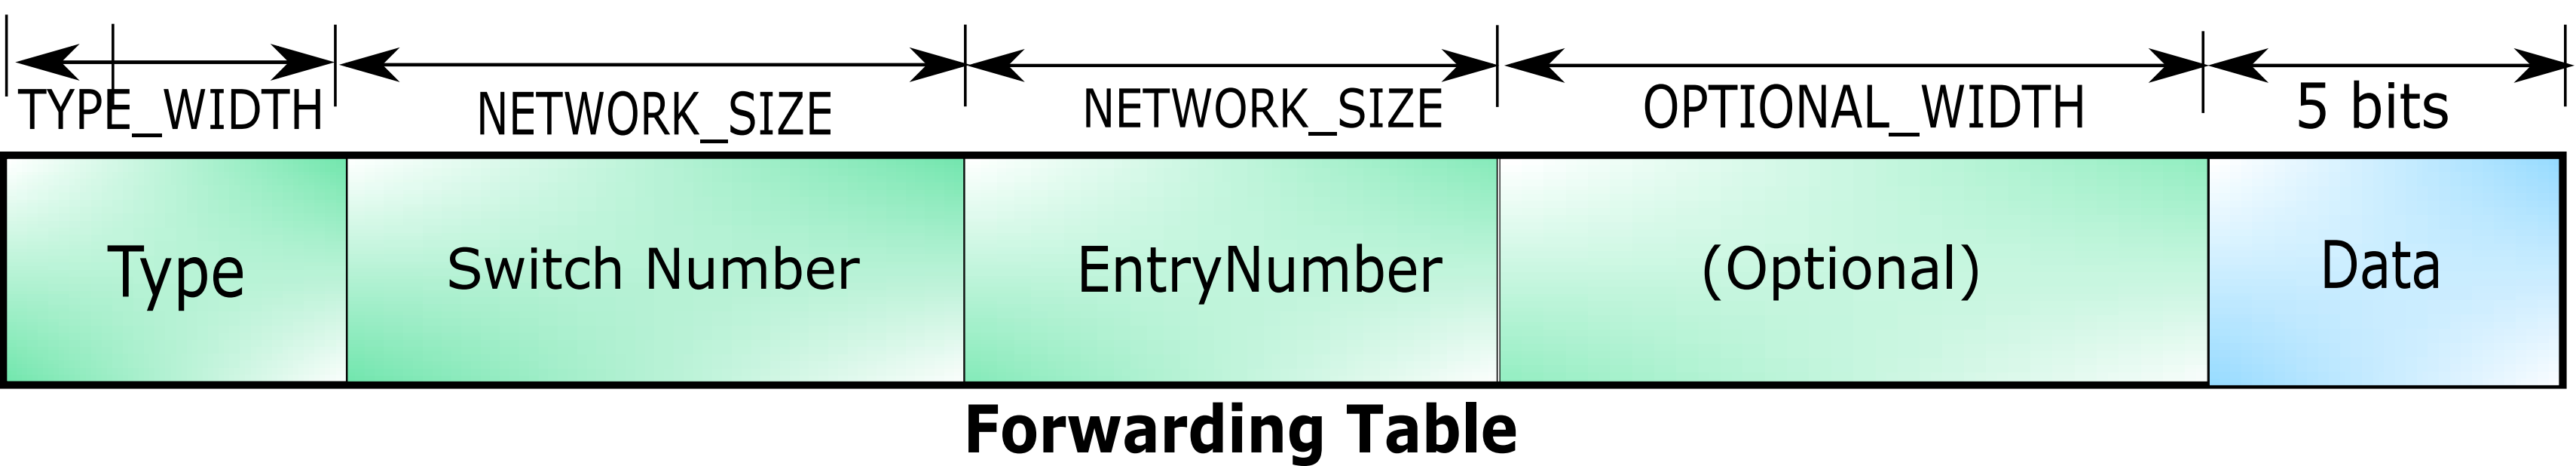 TYPE_WIDTH NETWORK_SIZE NETWORK_SIZE OPTIONAL_WIDTH 5 bits
Type Switch Number EntryNumber (Optional) Data
Forwarding Table